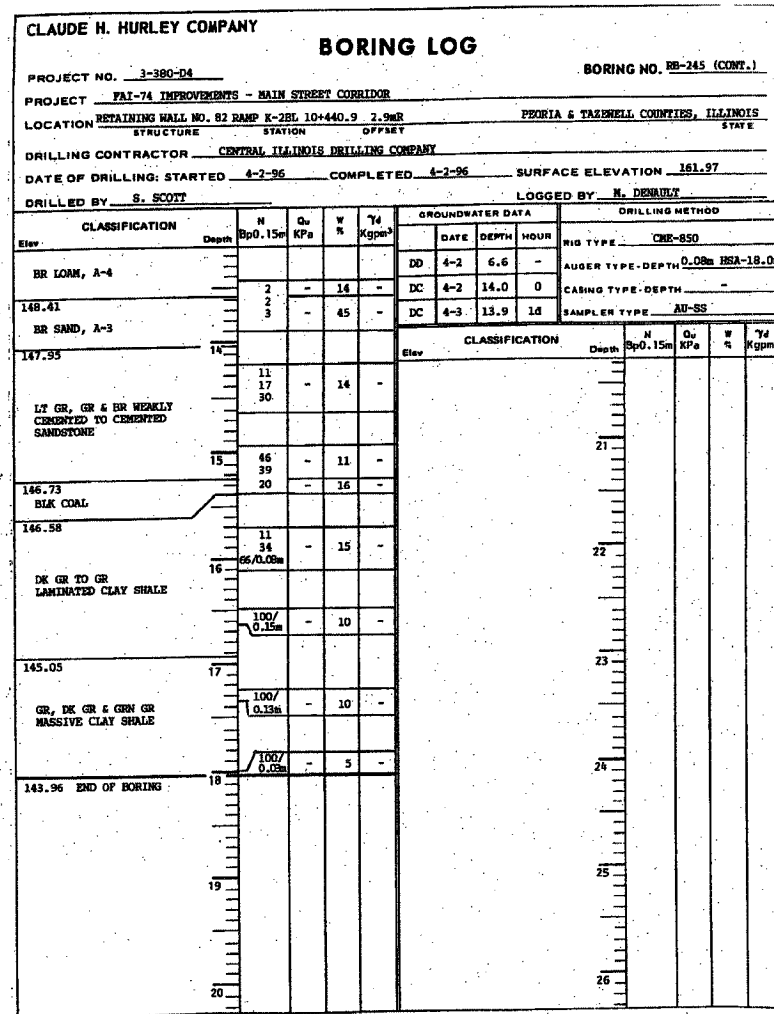 CLAUDE H. HURLEY COMPANY
BORING LOG
PROJECT NO. 3-380-D4
BORING NO. RB-245 (CONT.)
PROJECT FAI-74 IMPROVEMENTS - MAIN STREET CORRIDOR
LOCATION RETAINING WALL NO. 82 RAMP K-2BL 10+440.9 2.9mR PEORIA & TAZEWELL COUNTIES, ILLINOIS
STRUCTURE STATION OFFSET STATE
DRILLING CONTRACTOR CENTRAL ILLINOIS DRILLING COMPANY
DATE OF DRILLING: STARTED 4-2-96 COMPLETED 4-2-96 SURFACE ELEVATION 161.97
DRILLED BY S. SCOTT LOGGED BY M. DENAULT
CLASSIFICATION
Elev Depth
N Bp0.15m
Qu KPa
W %
γd Kgpm³
GROUNDWATER DATA
DATE DEPTH HOUR
DD 4-2 6.6 -
DC 4-2 14.0 0
DC 4-3 13.9 1d
DRILLING METHOD
RIG TYPE CME-850
AUGER TYPE-DEPTH 0.08m HSA-18.0
CASING TYPE-DEPTH -
SAMPLER TYPE AU-SS
BR LOAM, A-4
2 - 14 -
148.41
2
3 - 45 -
BR SAND, A-3
147.95
14
11
17 - 14 -
30
LT GR, GR & BR WEAKLY
CEMENTED TO CEMENTED
SANDSTONE
15
46 - 11 -
39
20 - 16 -
146.73
BLK COAL
146.58
11
34 - 15 -
66/0.08m
16
DK GR TO GR
LAMINATED CLAY SHALE
100/
0.15m - 10 -
145.05
17
100/
0.13m - 10 -
GR, DK GR & GRN GR
MASSIVE CLAY SHALE
100/
0.03m - 5 -
18
143.96 END OF BORING
19
20
CLASSIFICATION
Elev Depth
N Bp0.15m
Qu KPa
W %
γd Kgpm
21
22
23
24
25
26